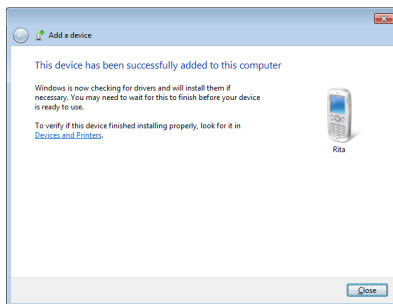 Add a device
This device has been successfully added to this computer
Windows is now checking for drivers and will install them if
necessary. You may need to wait for this to finish before your device
is ready to use.
To verify if this device finished installing properly, look for it in
Devices and Printers.
Rita
Close